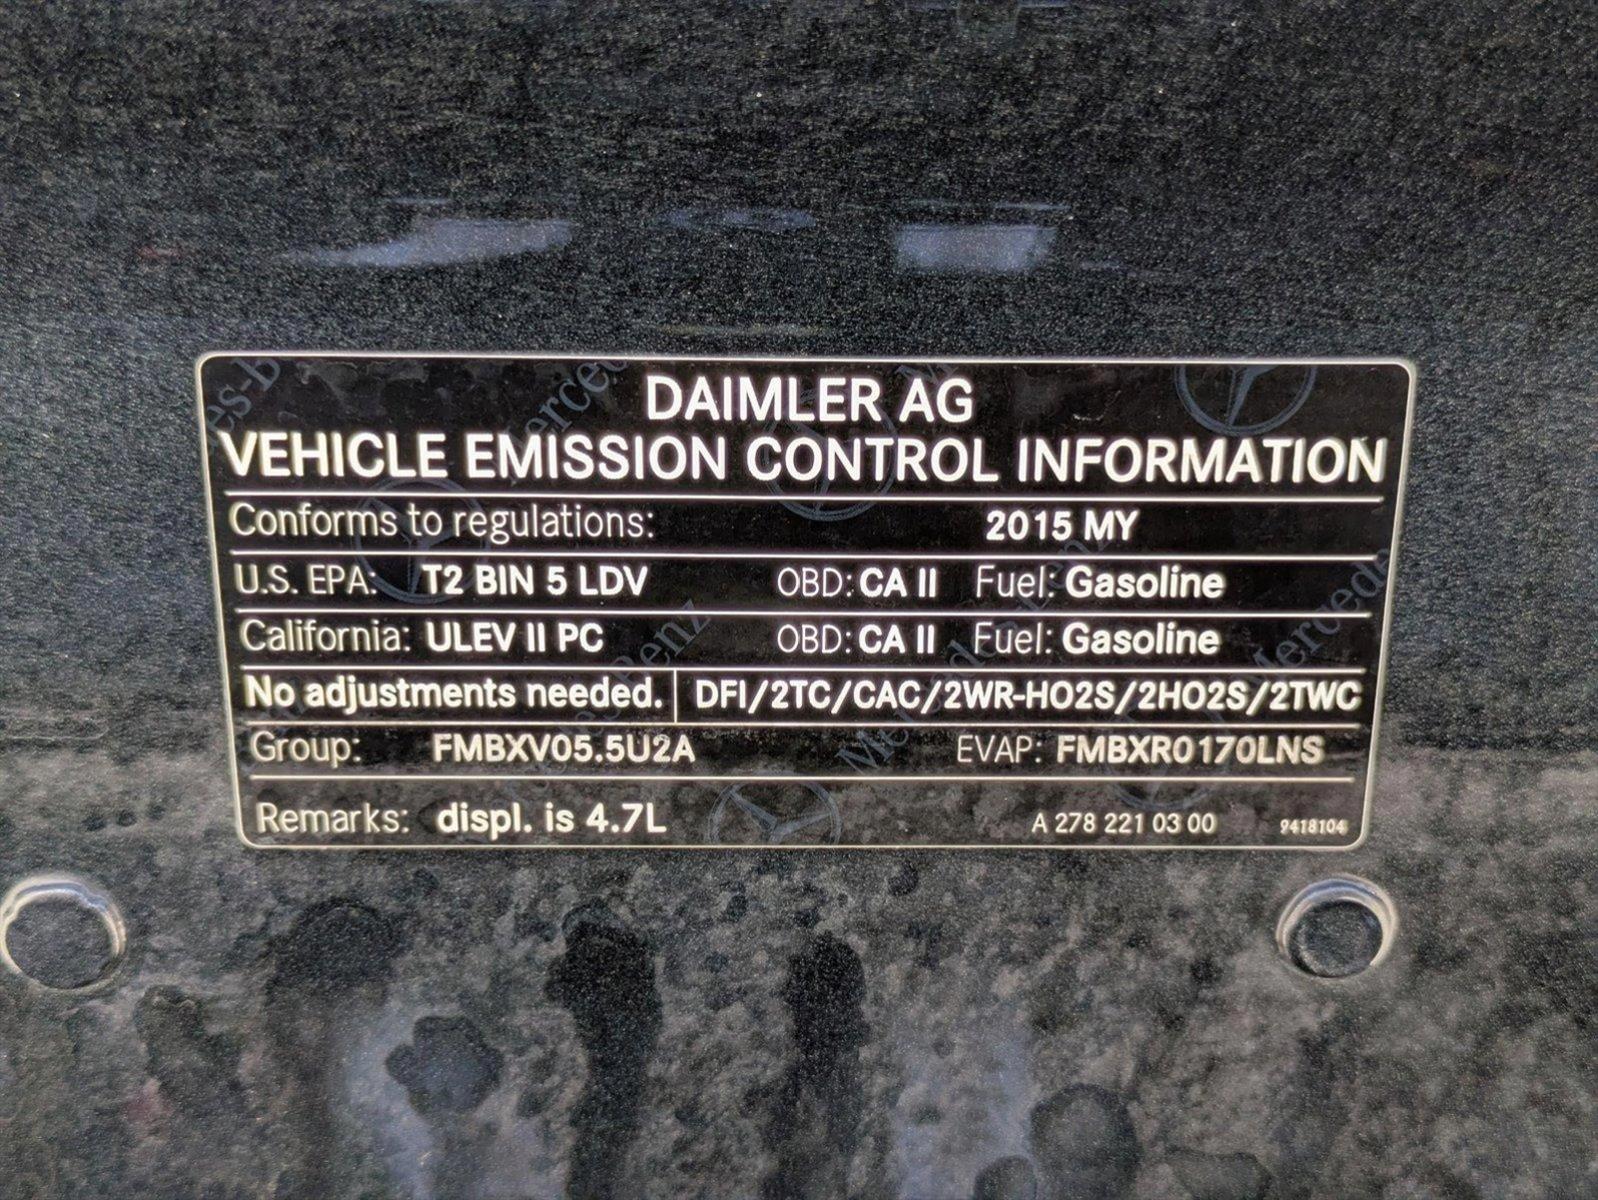 DAIMLER AG
VEHICLE EMISSION CONTROL INFORMATION
Conforms to regulations: 2015 MY
U.S. EPA: T2 BIN 5 LDV OBD: CA II Fuel: Gasoline
California: ULEV II PC OBD: CA II Fuel: Gasoline
No adjustments needed. DFI/2TC/CAC/2WR-HO2S/2HO2S/2TWC
Group: FMBXV05.5U2A EVAP: FMBXR0170LNS
Remarks: displ. is 4.7L A 278 221 03 00 9418104